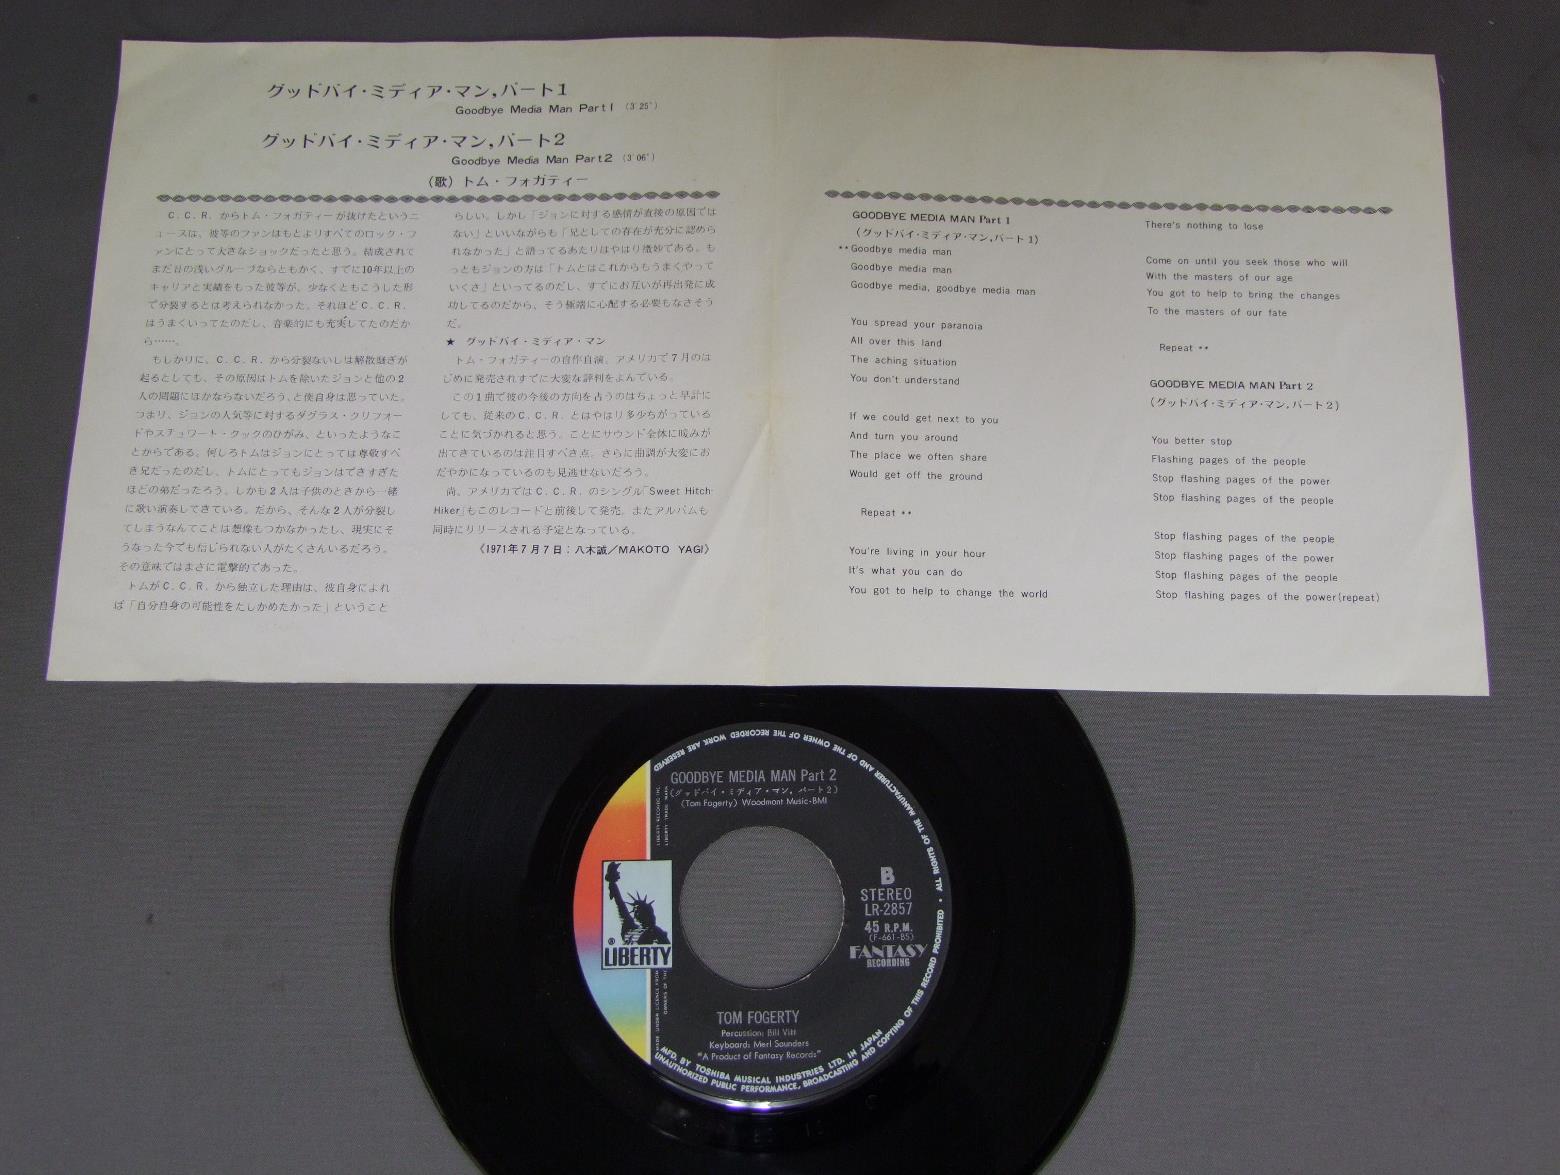 グッドバイ・ミディア・マン,パート1
Goodbye Media Man Part I (3'25")
グッドバイ・ミディア・マン,パート2
Goodbye Media Man Part2 (3'06")
(歌) トム・フォガティー
C.C.R. からトム・フォガティーが抜けたというニ
ュースは、彼等のファンはもとよりすべてのロック・フ
ァンにとって大きなショックだったと思う。結成されて
まだ日の浅いグループならともかく、すでに10年以上の
キャリアと実績をもった彼等が、少なくともこうした形
で分裂するとは考えられなかった。それほどC.C.R.
はうまくいってたのだし、音楽的にも充実してたのだか
ら……。
もしかりに、C.C.R. から分裂ないしは解散騒ぎが
起るとしても、その原因はトムを除いたジョンと他の2
人の問題にほかならないだろう、と僕自身は思っていた。
つまり、ジョンの人気等に対するダグラス・クリフォー
ドやスチュワート・クックのひがみ、といったようなこ
とからである。何しろトムはジョンにとっては尊敬すべ
き兄だったのだし、トムにとってもジョンはできすぎた
ほどの弟だったろう。しかも2人は子供のときから一緒
に歌い演奏してきている。だから、そんな2人が分裂し
てしまうなんてことは想像もつかなかったし、現実にそ
うなった今でも信じられない人がたくさんいるだろう。
その意味ではまさに電撃的であった。
トムがC.C.R. から独立した理由は、彼自身によれ
ば「自分自身の可能性をたしかめたかった」ということ
らしい。しかし「ジョンに対する感情が直接の原因では
ない」といいながらも「兄としての存在が充分に認めら
れなかった」と語ってるあたりはやはり微妙である。も
っともジョンの方は「トムとはこれからもうまくやって
いくさ」といってるのだし、すでにお互いが再出発に成
功してるのだから、そう極端に心配する必要もなさそう
だ。
★ グッドバイ・ミディア・マン
トム・フォガティーの自作自演。アメリカで7月のは
じめに発売されすでに大変な評判をよんでいる。
この1曲で彼の今後の方向を占うのはちょっと早計に
しても、従来のC.C.R. とはやはり多少ちがっている
ことに気づかれると思う。ことにサウンド全体に暖みが
出てきているのは注目すべき点。さらに曲調が大変にお
だやかになっているのも見逃せないだろう。
尚、アメリカではC.C.R. のシングル「Sweet Hitch-
Hiker」もこのレコードと前後して発売。またアルバムも
同時にリリースされる予定となっている。
《1971年7月7日:八木誠/MAKOTO YAGI》
GOODBYE MEDIA MAN Part 1
(グッドバイ・ミディア・マン,パート1)
**Goodbye media man
Goodbye media man
Goodbye media, goodbye media man
You spread your paranoia
All over this land
The aching situation
You don't understand
If we could get next to you
And turn you around
The place we often share
Would get off the ground
Repeat **
You're living in your hour
It's what you can do
You got to help to change the world
There's nothing to lose
Come on until you seek those who will
With the masters of our age
You got to help to bring the changes
To the masters of our fate
Repeat **
GOODBYE MEDIA MAN Part 2
(グッドバイ・ミディア・マン,パート2)
You better stop
Flashing pages of the people
Stop flashing pages of the power
Stop flashing pages of the people
Stop flashing pages of the people
Stop flashing pages of the power
Stop flashing pages of the people
Stop flashing pages of the power(repeat)
GOODBYE MEDIA MAN Part 2
(グッドバイ・ミディア・マン,パート2)
(Tom Fogerty) Woodmont Music-BMI
B
STEREO
LR-2857
45 R.P.M.
(F-661-BS)
FANTASY
RECORDING
® LIBERTY
TOM FOGERTY
Percussion: Bill Vitt
Keyboard: Merl Saunders
"A Product of Fantasy Records"
MFD. BY TOSHIBA MUSICAL INDUSTRIES LTD. IN JAPAN
ALL RIGHTS OF THE MANUFACTURER AND OF THE OWNER OF THE RECORDED WORK ARE RESERVED
UNAUTHORIZED PUBLIC PERFORMANCE, BROADCASTING AND COPYING OF THIS RECORD PROHIBITED
LIBERTY RECORDS INC.
LIBERTY TRADE MARK
MADE UNDER LICENCE FROM
OWNERS OF THE